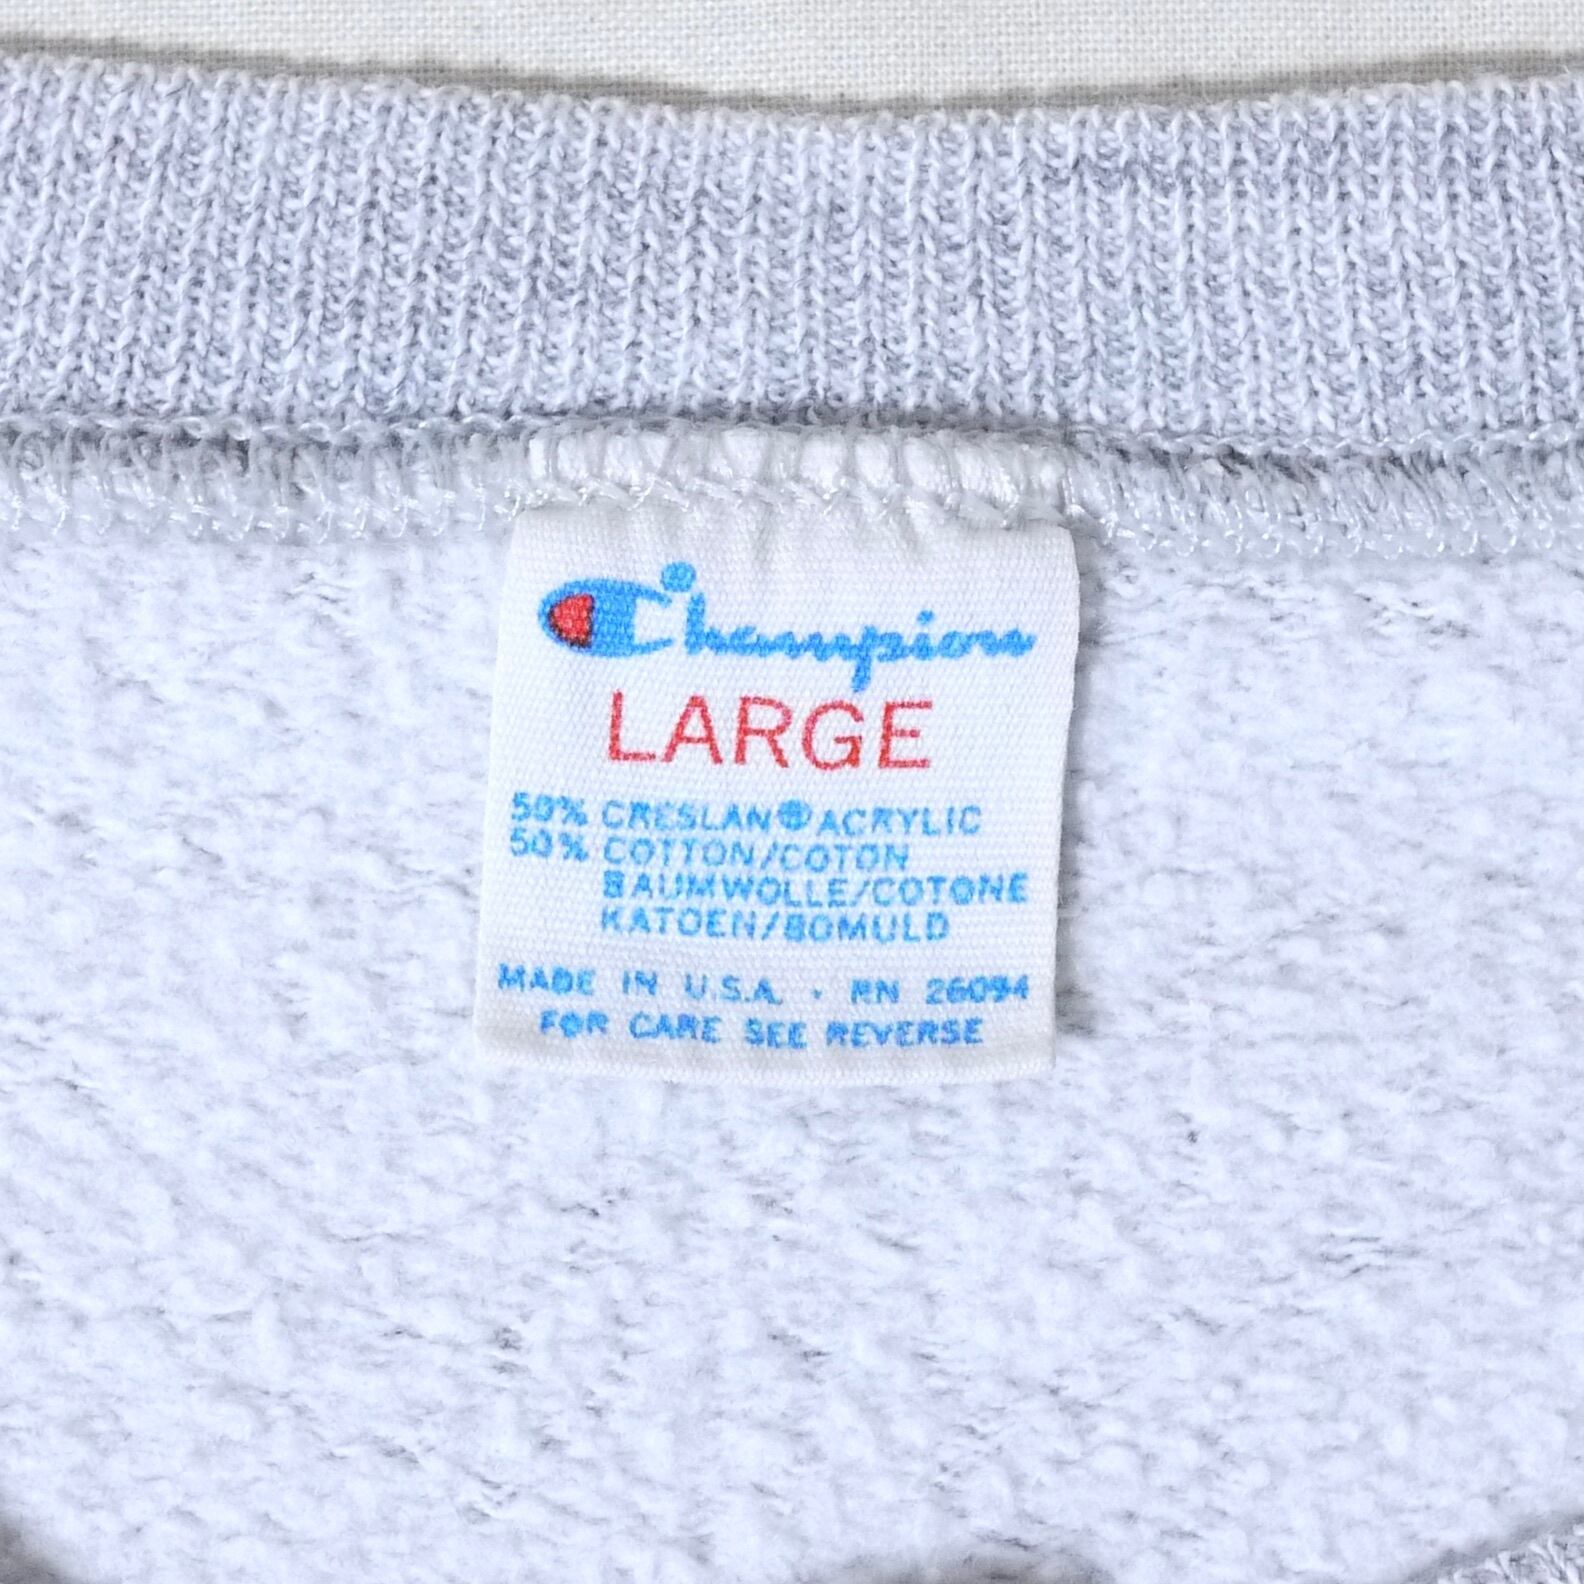 Champion®
LARGE
50% CRESLAN® ACRYLIC
50% COTTON/COTON
BAUMWOLLE/COTONE
KATOEN/BOMULD
MADE IN U.S.A. · RN 26094
FOR CARE SEE REVERSE